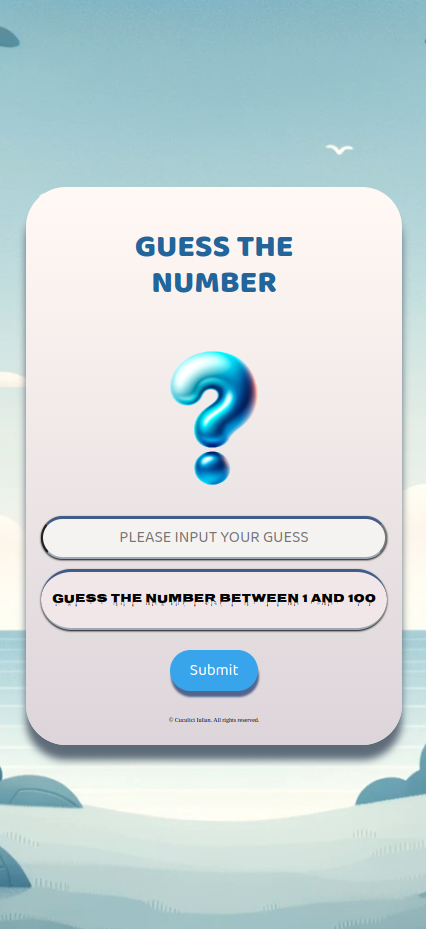 GUESS THE
NUMBER
PLEASE INPUT YOUR GUESS
GUESS THE NUMBER BETWEEN 1 AND 100
Submit
© Cuculici Iulian. All rights reserved.